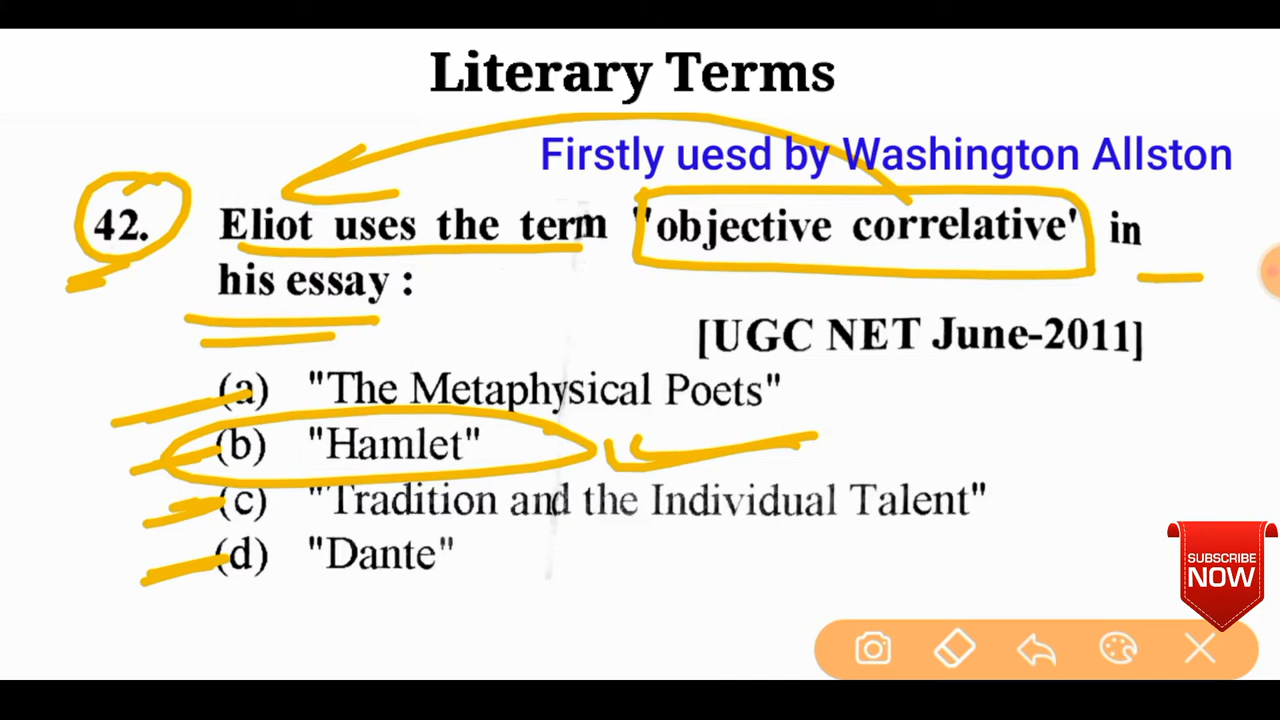 Literary Terms
Firstly uesd by Washington Allston
42. Eliot uses the term "objective correlative' in
his essay :
[UGC NET June-2011]
(a) "The Metaphysical Poets"
(b) "Hamlet"
(c) "Tradition and the Individual Talent"
(d) "Dante"
SUBSCRIBE
NOW